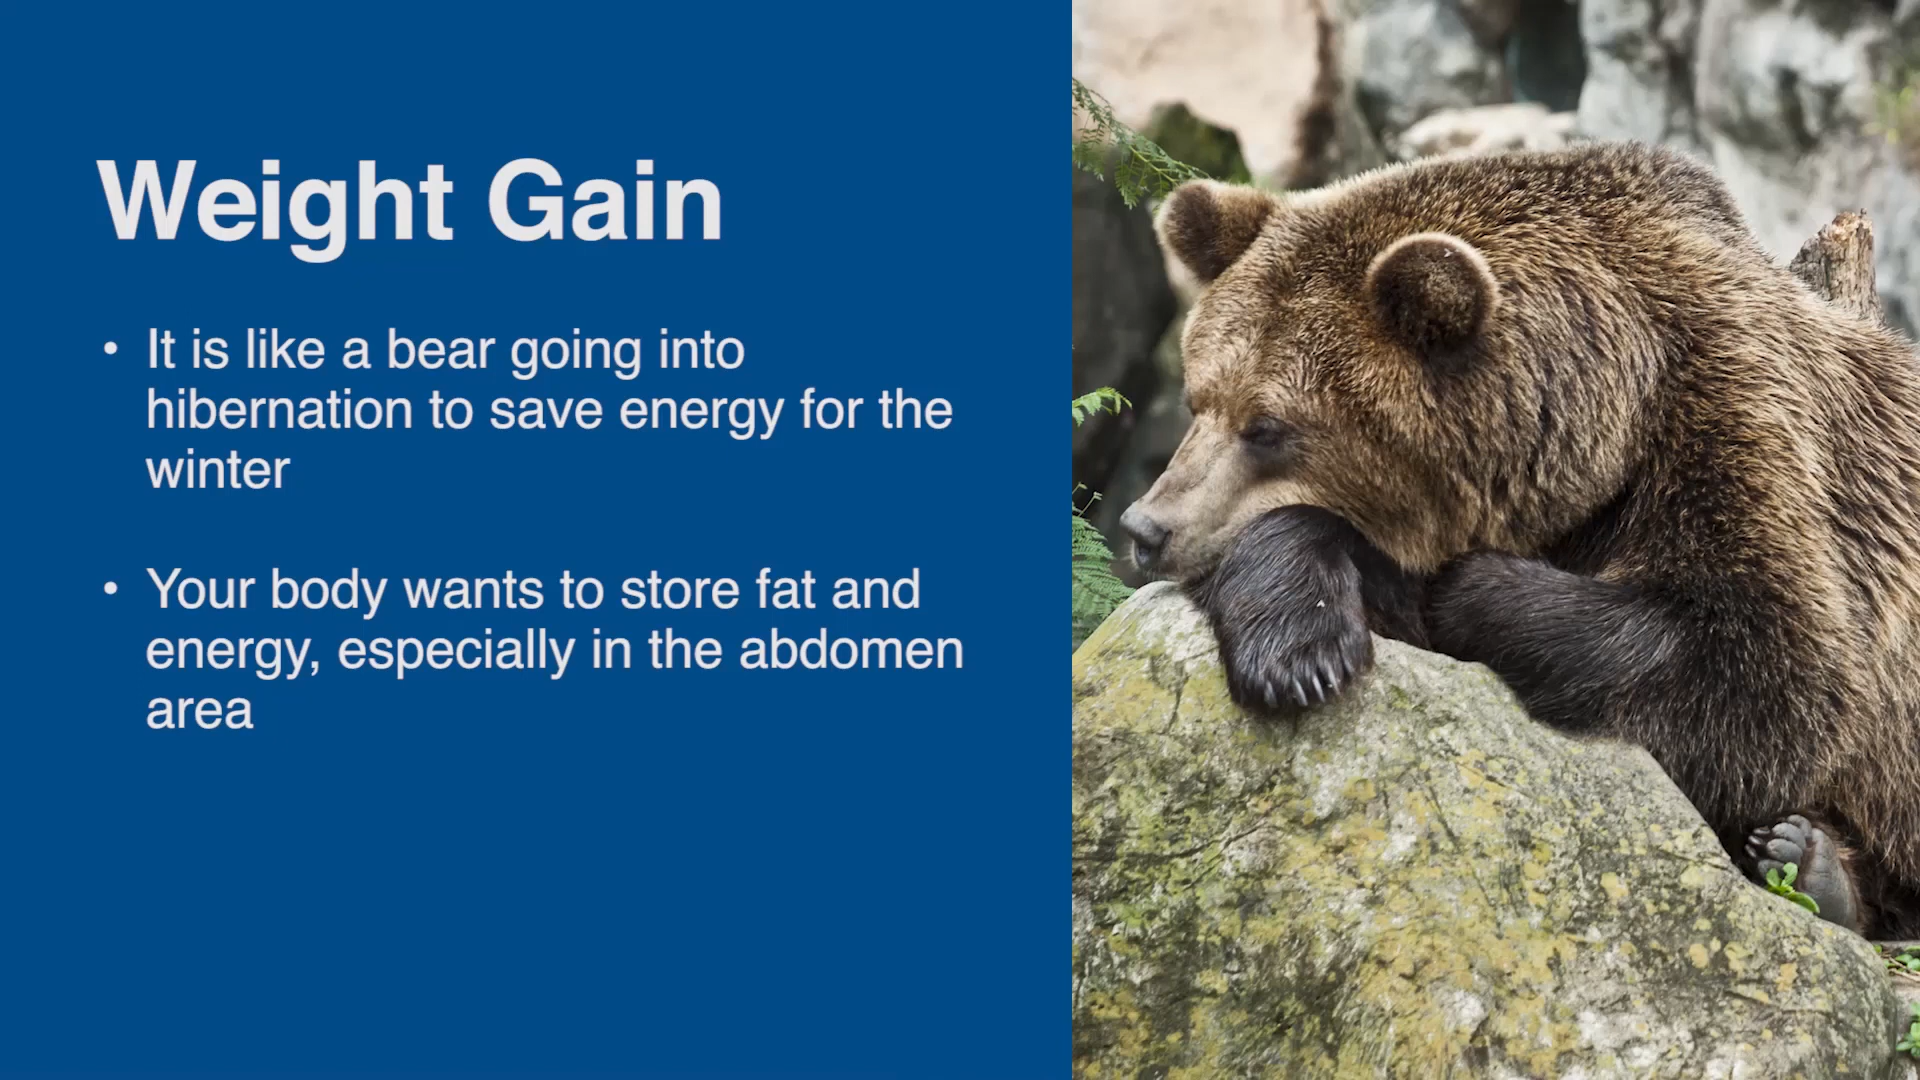 Weight Gain
• It is like a bear going into
hibernation to save energy for the
winter
• Your body wants to store fat and
energy, especially in the abdomen
area